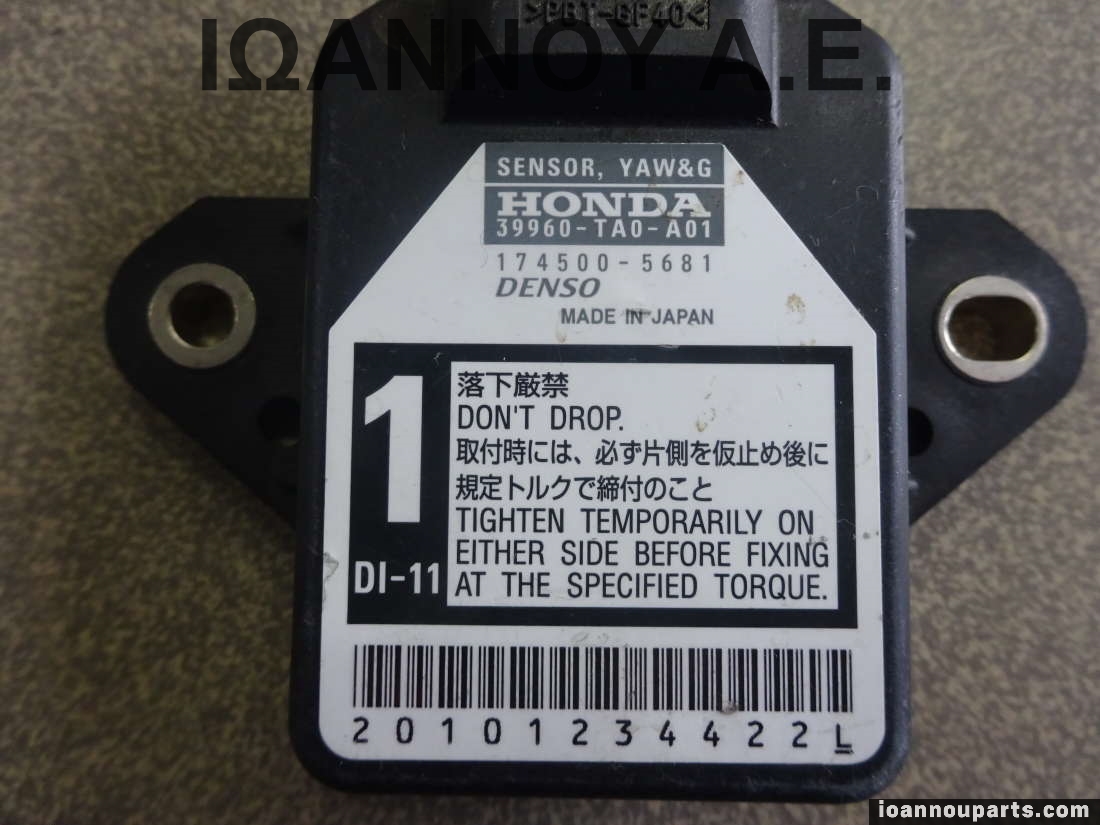 >PBT-GF40<
ΙΩΑΝΝΟΥ Α.Ε.
SENSOR, YAW&G
HONDA
39960-TA0-A01
174500-5681
DENSO
MADE IN JAPAN
1
DI-11
落下厳禁
DON'T DROP.
取付時には、必ず片側を仮止め後に
規定トルクで締付のこと
TIGHTEN TEMPORARILY ON
EITHER SIDE BEFORE FIXING
AT THE SPECIFIED TORQUE.
20101234422L
ioannouparts.com